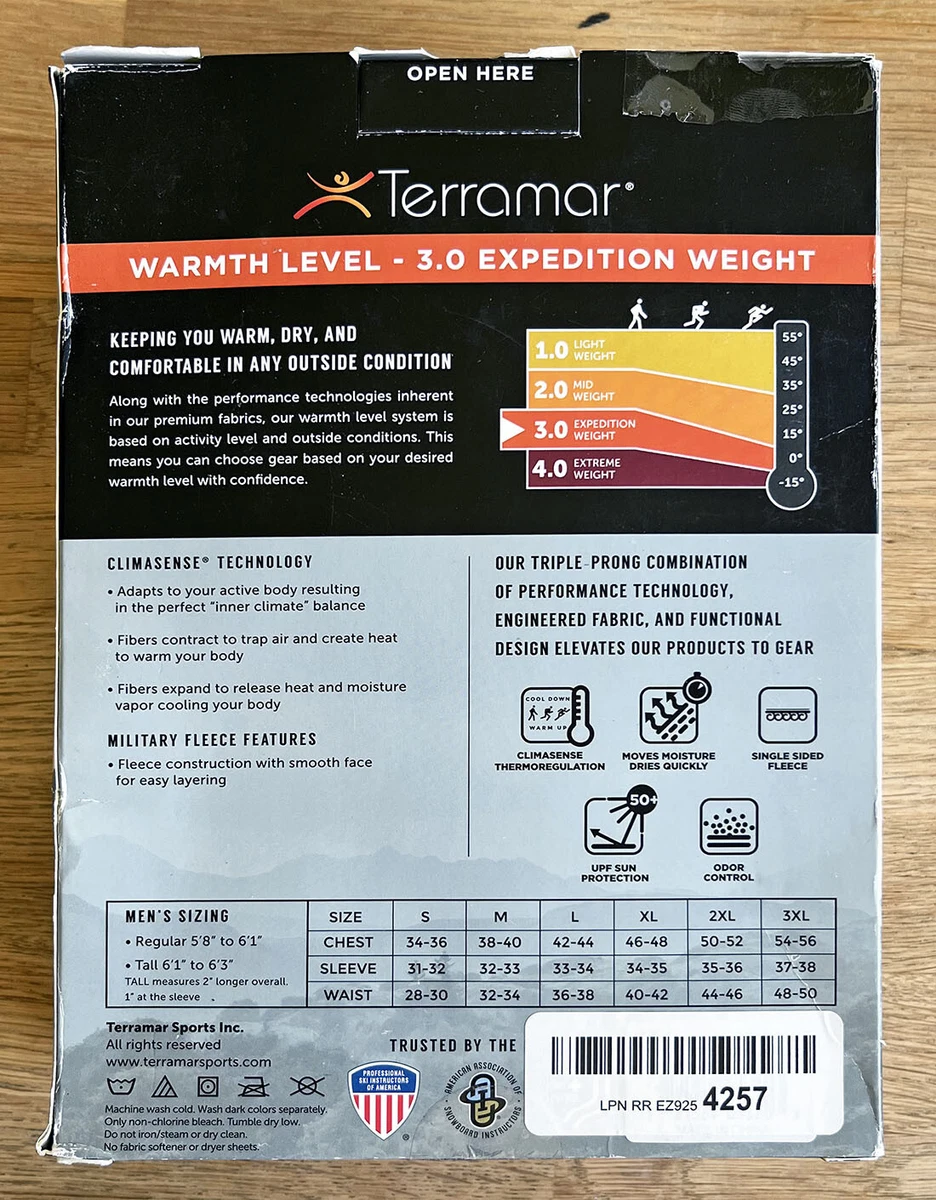 OPEN HERE
Terramar®
WARMTH LEVEL - 3.0 EXPEDITION WEIGHT
KEEPING YOU WARM, DRY, AND
COMFORTABLE IN ANY OUTSIDE CONDITION
Along with the performance technologies inherent
in our premium fabrics, our warmth level system is
based on activity level and outside conditions. This
means you can choose gear based on your desired
warmth level with confidence.
1.0 LIGHT
WEIGHT
2.0 MID
WEIGHT
3.0 EXPEDITION
WEIGHT
4.0 EXTREME
WEIGHT
55°
45°
35°
25°
15°
0°
-15°
CLIMASENSE® TECHNOLOGY
• Adapts to your active body resulting
in the perfect "inner climate" balance
• Fibers contract to trap air and create heat
to warm your body
• Fibers expand to release heat and moisture
vapor cooling your body
MILITARY FLEECE FEATURES
• Fleece construction with smooth face
for easy layering
OUR TRIPLE-PRONG COMBINATION
OF PERFORMANCE TECHNOLOGY,
ENGINEERED FABRIC, AND FUNCTIONAL
DESIGN ELEVATES OUR PRODUCTS TO GEAR
COOL DOWN
WARM UP
CLIMASENSE
THERMOREGULATION
MOVES MOISTURE
DRIES QUICKLY
SINGLE SIDED
FLEECE
50+
UPF SUN
PROTECTION
ODOR
CONTROL
MEN'S SIZING
• Regular 5'8" to 6'1"
• Tall 6'1" to 6'3"
TALL measures 2" longer overall.
1" at the sleeve
SIZE S M L XL 2XL 3XL
CHEST 34-36 38-40 42-44 46-48 50-52 54-56
SLEEVE 31-32 32-33 33-34 34-35 35-36 37-38
WAIST 28-30 32-34 36-38 40-42 44-46 48-50
Terramar Sports Inc.
All rights reserved
www.terramarsports.com
Machine wash cold. Wash dark colors separately.
Only non-chlorine bleach. Tumble dry low.
Do not iron/steam or dry clean.
No fabric softener or dryer sheets.
TRUSTED BY THE
PROFESSIONAL
SKI INSTRUCTORS
OF AMERICA
®
AMERICAN ASSOCIATION OF
SNOWBOARD INSTRUCTORS
LPN RR EZ925 4257